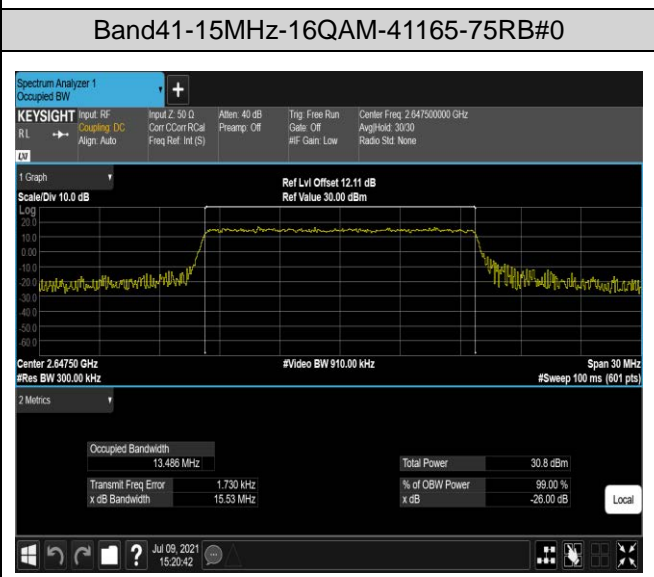 Band41-15MHz-16QAM-41165-75RB#0
Spectrum Analyzer 1
Occupied BW
+
KEYSIGHT Input: RF Input Z: 50 Ω Atten: 40 dB Trig: Free Run Center Freq: 2.647500000 GHz
RL Coupling: DC Corr CCorr RCal Preamp: Off Gate: Off Avg|Hold: 30/30
Align: Auto Freq Ref: Int (S) #IF Gain: Low Radio Std: None
LXI
1 Graph Ref Lvl Offset 12.11 dB
Scale/Div 10.0 dB Ref Value 30.00 dBm
Log
20.0
10.0
0.00
-10.0
-20.0
-30.0
-40.0
-50.0
-60.0
Center 2.64750 GHz #Video BW 910.00 kHz Span 30 MHz
#Res BW 300.00 kHz #Sweep 100 ms (601 pts)
2 Metrics
Occupied Bandwidth
13.486 MHz Total Power 30.8 dBm
Transmit Freq Error 1.730 kHz % of OBW Power 99.00 %
x dB Bandwidth 15.53 MHz x dB -26.00 dB
Local
? Jul 09, 2021
15:20:42